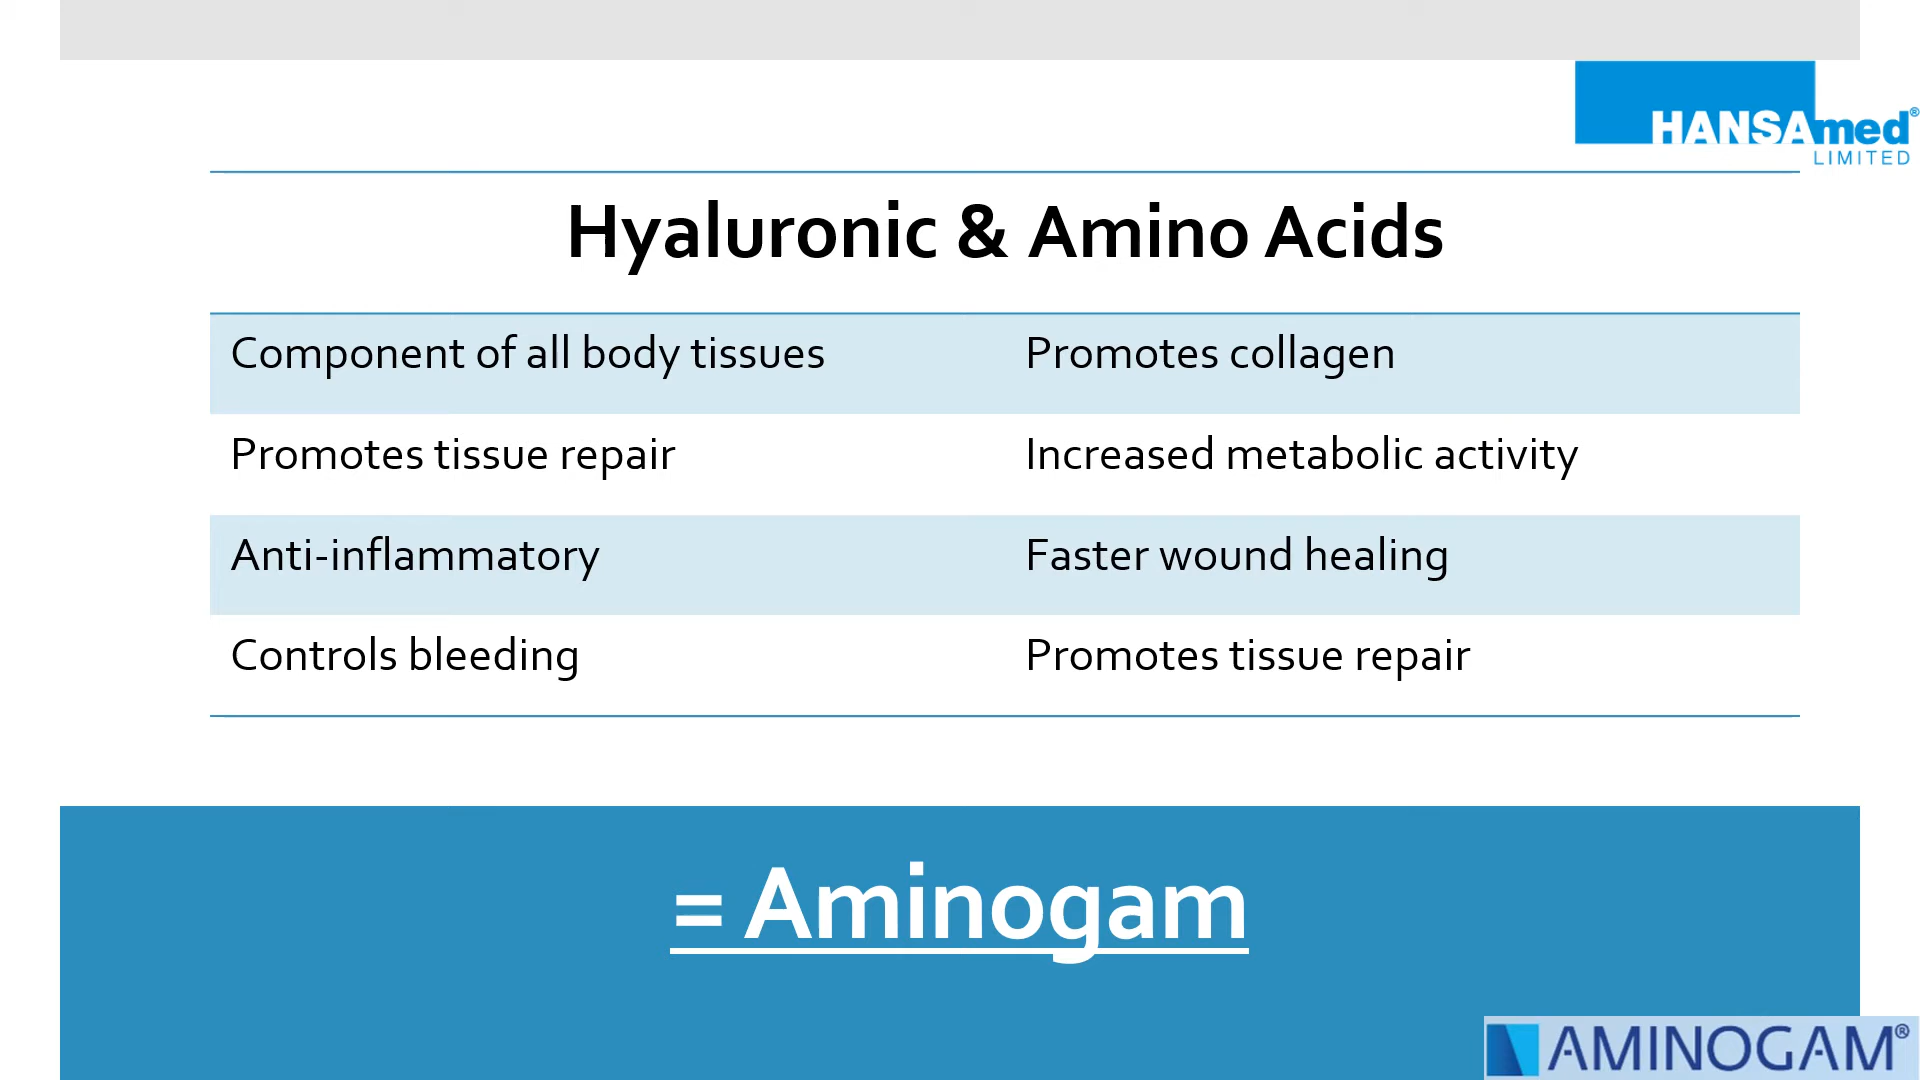 HANSAmed®
LIMITED
Hyaluronic & Amino Acids
Component of all body tissues Promotes collagen
Promotes tissue repair Increased metabolic activity
Anti-inflammatory Faster wound healing
Controls bleeding Promotes tissue repair
= Aminogam
AMINOGAM®